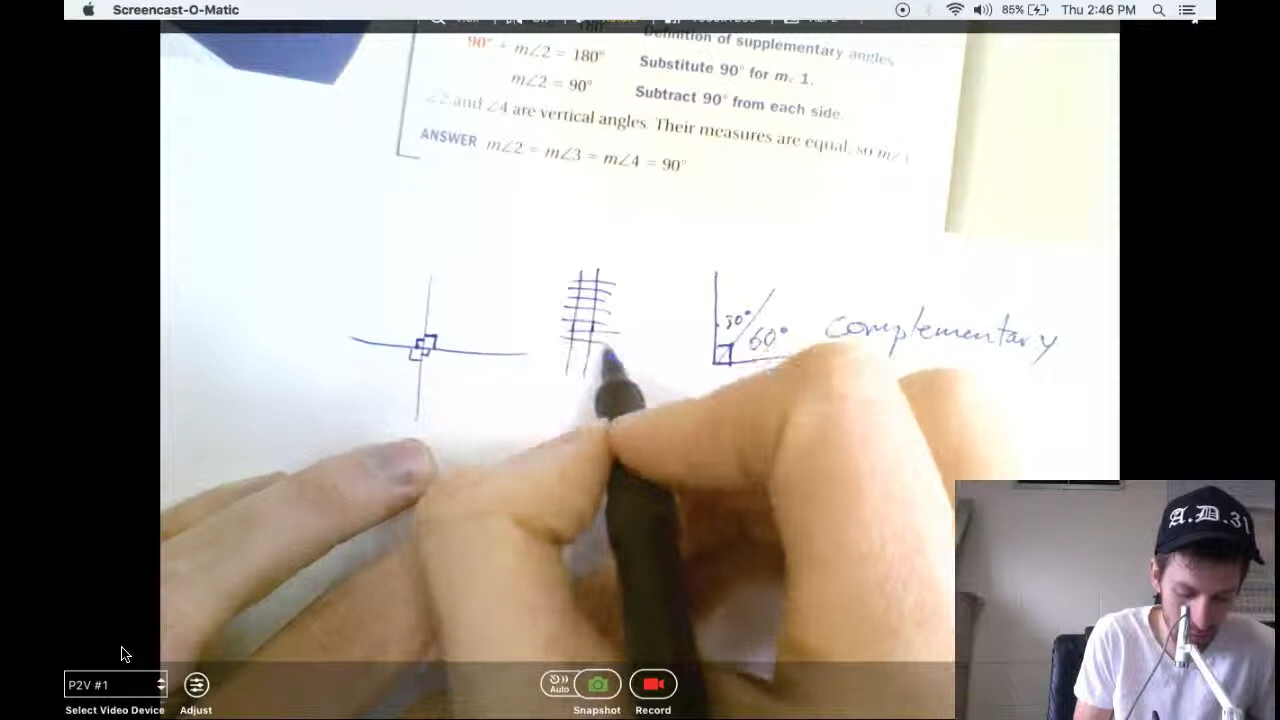 Screencast-O-Matic
85%
Thu 2:46 PM
180°
Definition of supplementary angles
90° + m∠2 = 180°
Substitute 90° for m∠1.
m∠2 = 90°
Subtract 90° from each side.
∠2 and ∠4 are vertical angles. Their measures are equal, so m∠
ANSWER m∠2 = m∠3 = m∠4 = 90°
30°
60°
complementary
A.D.31
P2V #1
Auto
Select Video Device
Adjust
Snapshot
Record